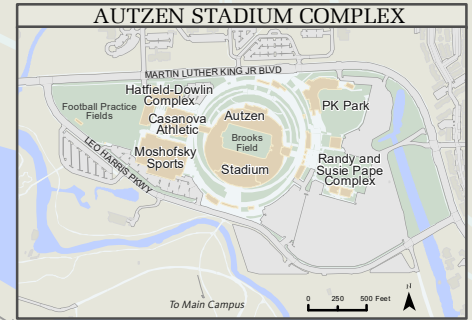 AUTZEN STADIUM COMPLEX
MARTIN LUTHER KING JR BLVD
Hatfield-Dowlin
Complex
Football Practice
Fields
Casanova
Athletic
Autzen
PK Park
Brooks
Field
LEO HARRIS PKWY
Moshofsky
Sports
Stadium
Randy and
Susie Pape
Complex
To Main Campus
0 250 500 Feet